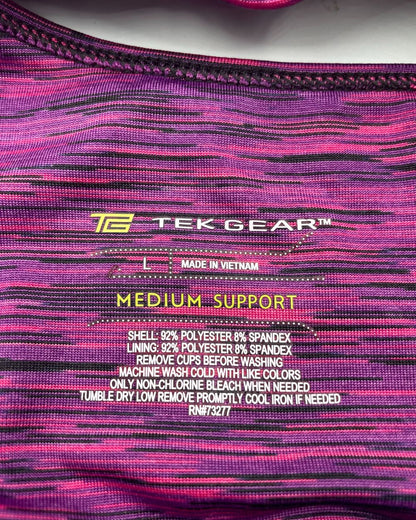 TG TEK GEAR™
L MADE IN VIETNAM
MEDIUM SUPPORT
SHELL: 92% POLYESTER 8% SPANDEX
LINING: 92% POLYESTER 8% SPANDEX
REMOVE CUPS BEFORE WASHING
MACHINE WASH COLD WITH LIKE COLORS
ONLY NON-CHLORINE BLEACH WHEN NEEDED
TUMBLE DRY LOW REMOVE PROMPTLY COOL IRON IF NEEDED
RN#73277